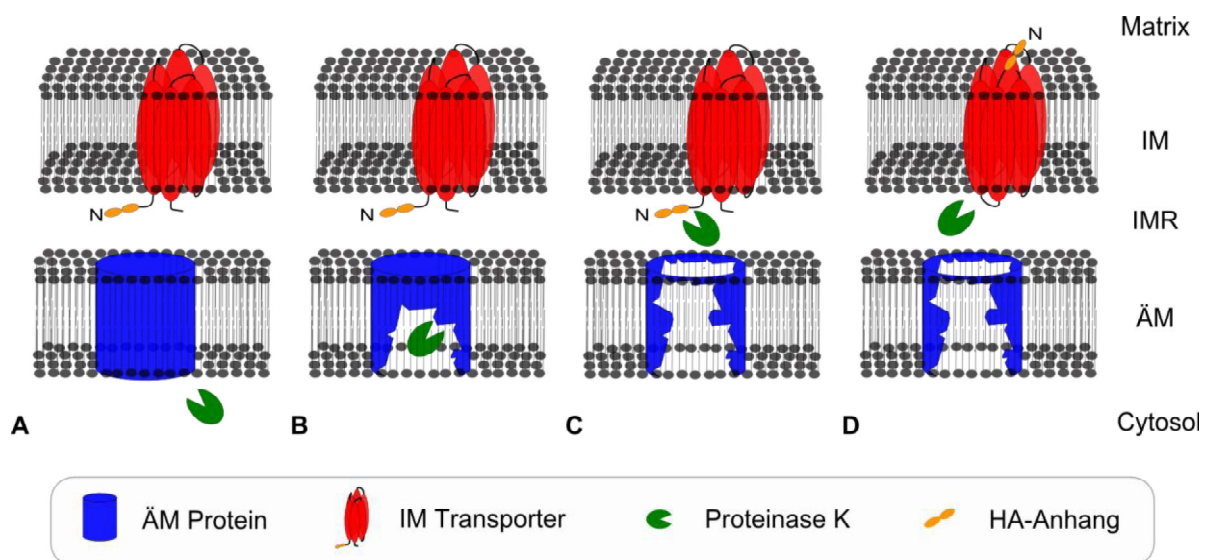 N
Matrix
IM
N
N
N
IMR
ÄM
A
B
C
D
Cytosol
ÄM Protein
IM Transporter
Proteinase K
HA-Anhang